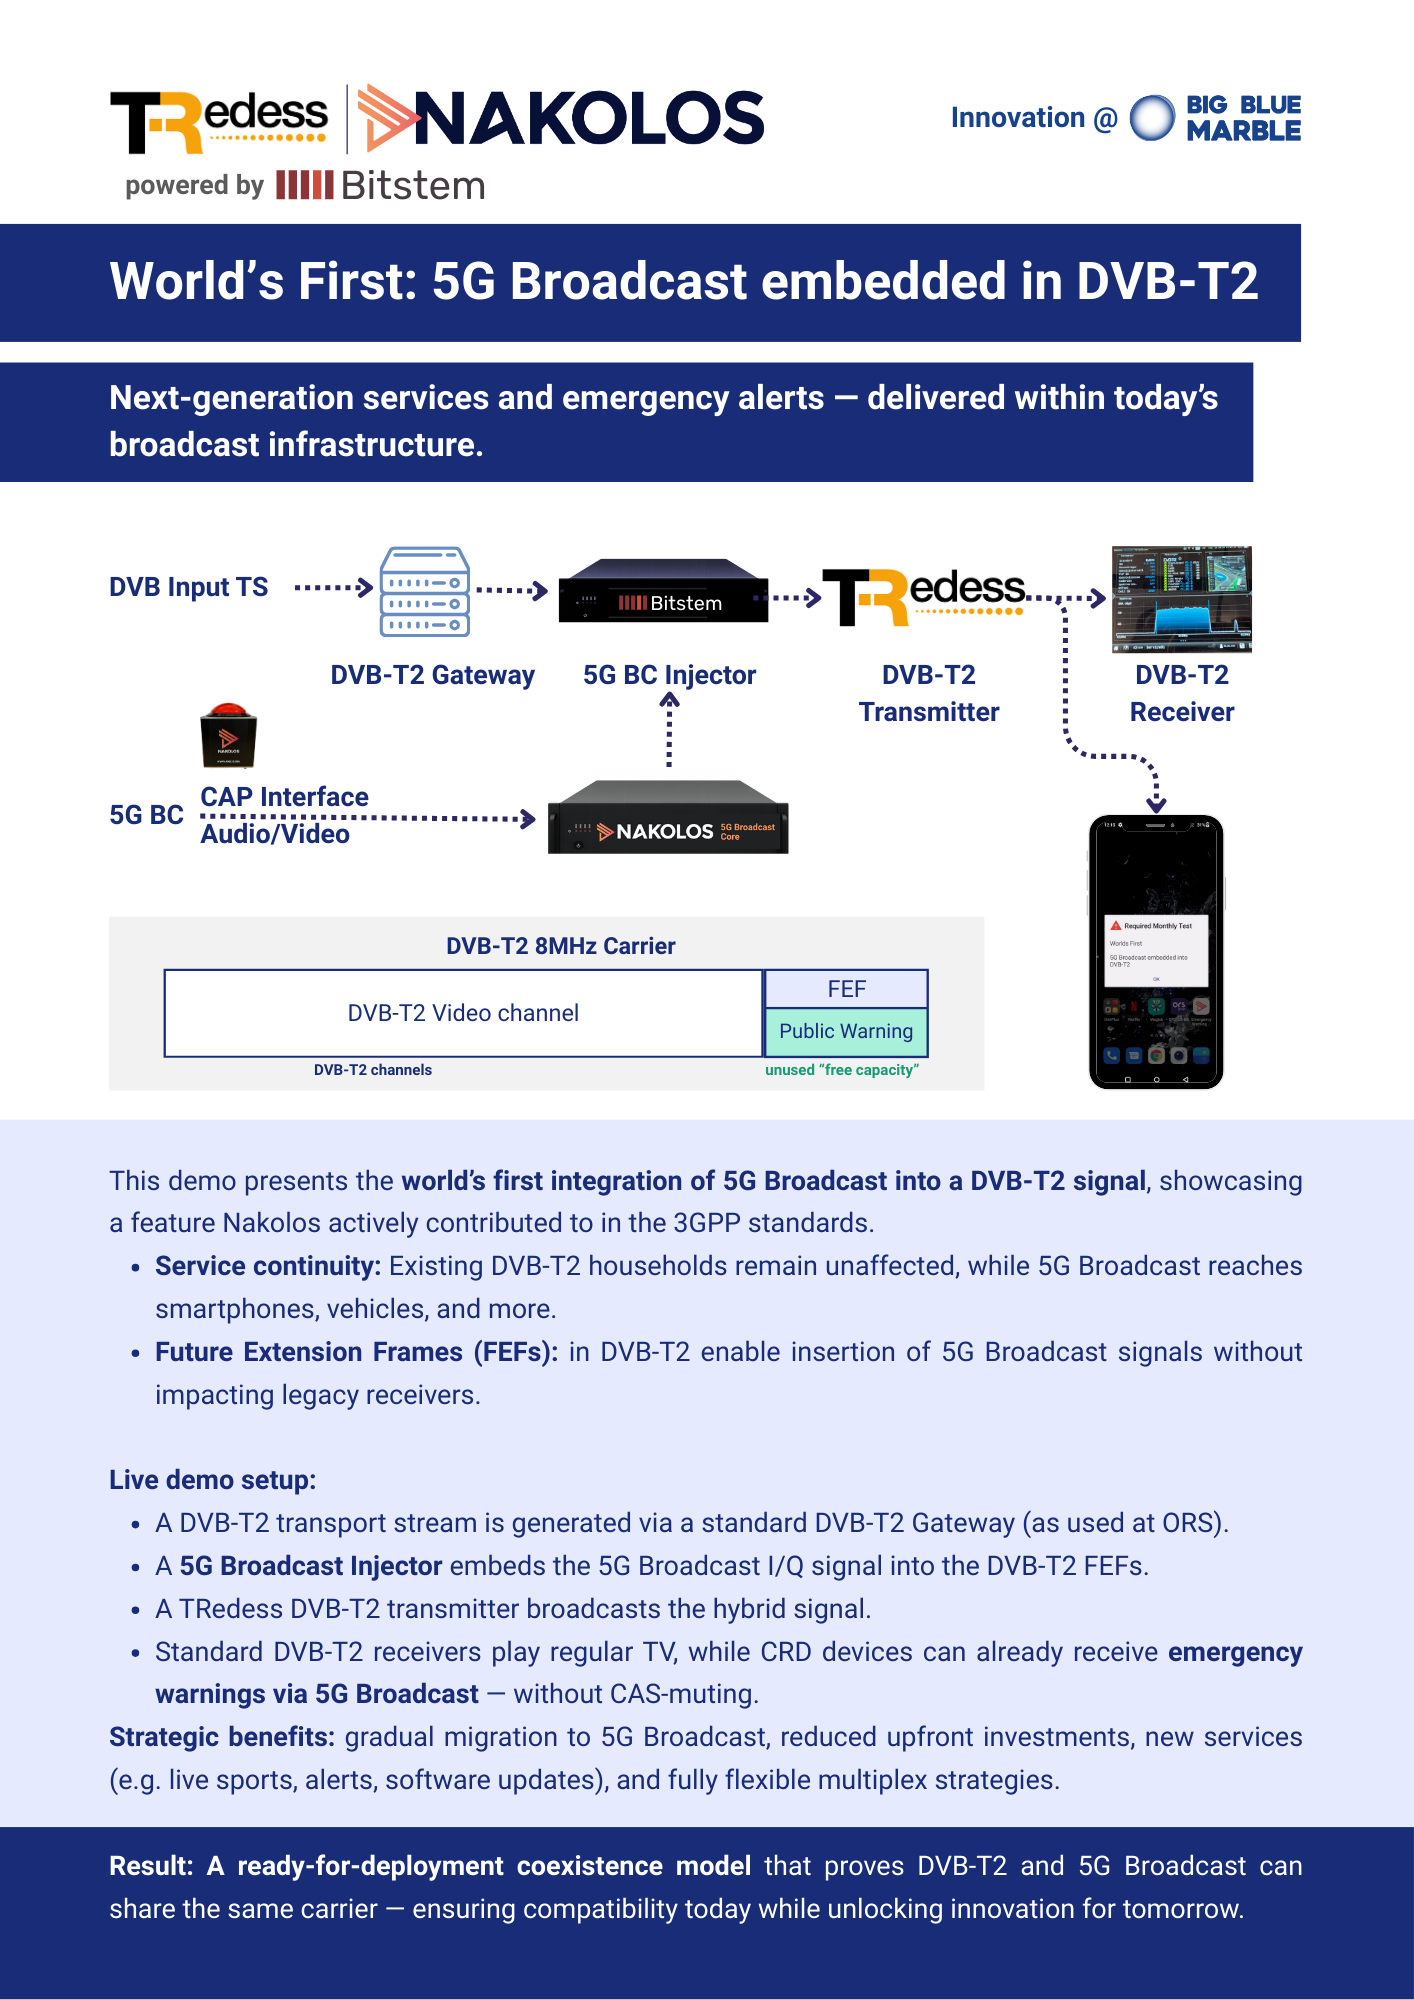 TRedess
NAKOLOS
Innovation @ BIG BLUE MARBLE
powered by Bitstem
World’s First: 5G Broadcast embedded in DVB-T2
Next-generation services and emergency alerts — delivered within today’s
broadcast infrastructure.
DVB Input TS
Bitstem
TRedess
DVB-T2 Gateway
5G BC Injector
DVB-T2
Transmitter
DVB-T2
Receiver
NAKOLOS
5G BC
CAP Interface
Audio/Video
NAKOLOS 5G Broadcast
Core
Required Monthly Test
Worlds First
5G Broadcast embedded into
DVB-T2
OK
DVB-T2 8MHz Carrier
DVB-T2 Video channel
FEF
Public Warning
DVB-T2 channels
unused “free capacity”
This demo presents the world’s first integration of 5G Broadcast into a DVB-T2 signal, showcasing
a feature Nakolos actively contributed to in the 3GPP standards.
• Service continuity: Existing DVB-T2 households remain unaffected, while 5G Broadcast reaches
smartphones, vehicles, and more.
• Future Extension Frames (FEFs): in DVB-T2 enable insertion of 5G Broadcast signals without
impacting legacy receivers.
Live demo setup:
• A DVB-T2 transport stream is generated via a standard DVB-T2 Gateway (as used at ORS).
• A 5G Broadcast Injector embeds the 5G Broadcast I/Q signal into the DVB-T2 FEFs.
• A TRedess DVB-T2 transmitter broadcasts the hybrid signal.
• Standard DVB-T2 receivers play regular TV, while CRD devices can already receive emergency
warnings via 5G Broadcast — without CAS-muting.
Strategic benefits: gradual migration to 5G Broadcast, reduced upfront investments, new services
(e.g. live sports, alerts, software updates), and fully flexible multiplex strategies.
Result: A ready-for-deployment coexistence model that proves DVB-T2 and 5G Broadcast can
share the same carrier — ensuring compatibility today while unlocking innovation for tomorrow.